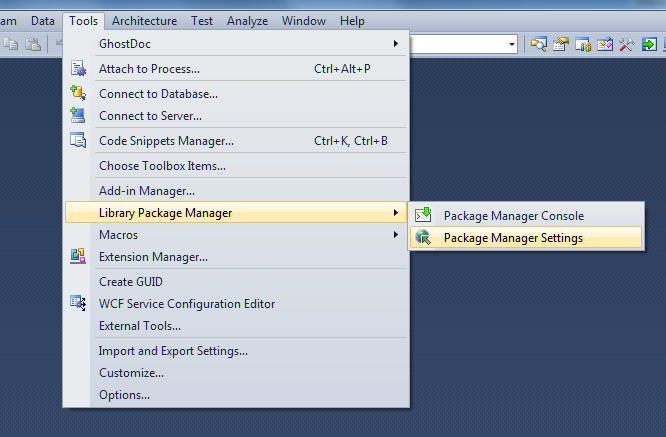 am Data Tools Architecture Test Analyze Window Help
GhostDoc
Attach to Process... Ctrl+Alt+P
Connect to Database...
Connect to Server...
Code Snippets Manager... Ctrl+K, Ctrl+B
Choose Toolbox Items...
Add-in Manager...
Library Package Manager
Package Manager Console
Package Manager Settings
Macros
Extension Manager...
Create GUID
WCF Service Configuration Editor
External Tools...
Import and Export Settings...
Customize...
Options...